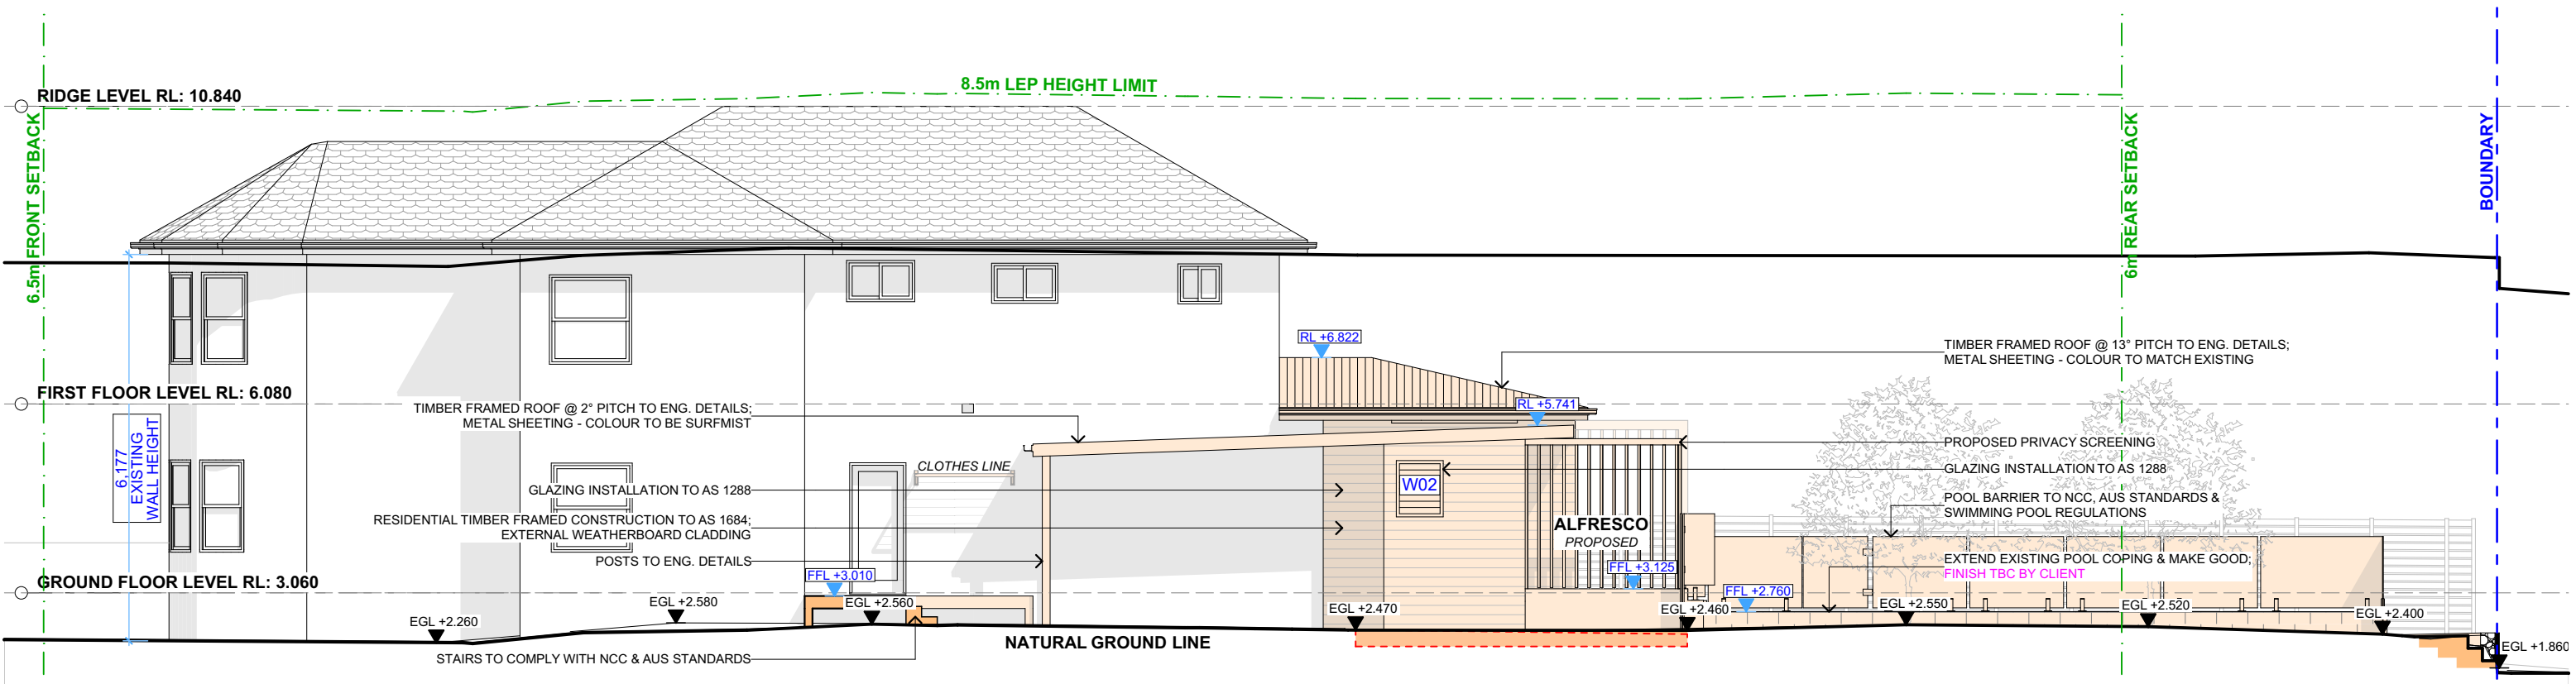 8.5m LEP HEIGHT LIMIT
RIDGE LEVEL RL: 10.840
6.5m FRONT SETBACK
6m REAR SETBACK
BOUNDARY
RL +6.822
TIMBER FRAMED ROOF @ 13° PITCH TO ENG. DETAILS;
METAL SHEETING - COLOUR TO MATCH EXISTING
FIRST FLOOR LEVEL RL: 6.080
TIMBER FRAMED ROOF @ 2° PITCH TO ENG. DETAILS;
METAL SHEETING - COLOUR TO BE SURFMIST
RL +5.741
6,177
EXISTING
WALL HEIGHT
PROPOSED PRIVACY SCREENING
CLOTHES LINE
GLAZING INSTALLATION TO AS 1288
W02
GLAZING INSTALLATION TO AS 1288
POOL BARRIER TO NCC, AUS STANDARDS &
SWIMMING POOL REGULATIONS
RESIDENTIAL TIMBER FRAMED CONSTRUCTION TO AS 1684;
EXTERNAL WEATHERBOARD CLADDING
ALFRESCO
PROPOSED
POSTS TO ENG. DETAILS
EXTEND EXISTING POOL COPING & MAKE GOOD;
FINISH TBC BY CLIENT
GROUND FLOOR LEVEL RL: 3.060
FFL +3.010
FFL +3.125
FFL +2.760
EGL +2.260
EGL +2.580
EGL +2.560
EGL +2.470
EGL +2.460
EGL +2.550
EGL +2.520
EGL +2.400
NATURAL GROUND LINE
EGL +1.860
STAIRS TO COMPLY WITH NCC & AUS STANDARDS